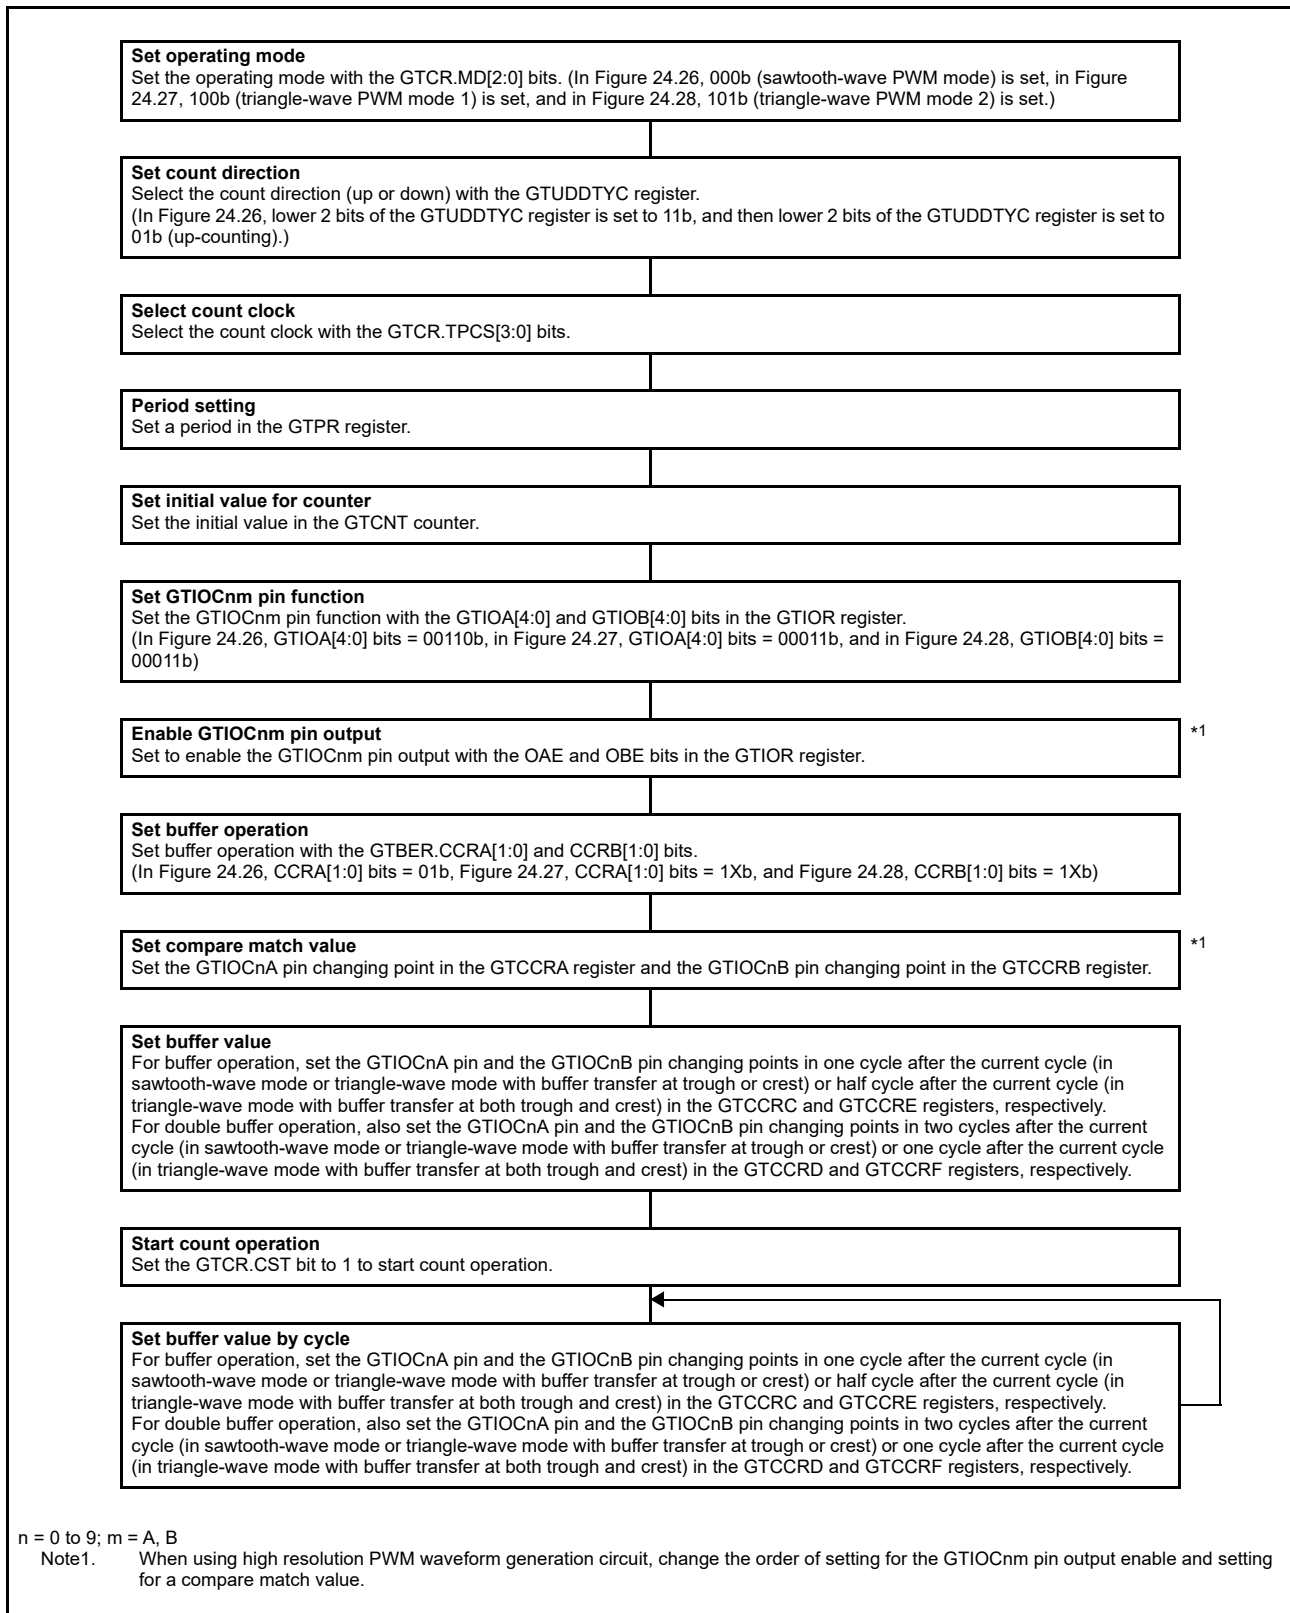 Set operating mode
Set the operating mode with the GTCR.MD[2:0] bits. (In Figure 24.26, 000b (sawtooth-wave PWM mode) is set, in Figure
24.27, 100b (triangle-wave PWM mode 1) is set, and in Figure 24.28, 101b (triangle-wave PWM mode 2) is set.)
Set count direction
Select the count direction (up or down) with the GTUDDTYC register.
(In Figure 24.26, lower 2 bits of the GTUDDTYC register is set to 11b, and then lower 2 bits of the GTUDDTYC register is set to
01b (up-counting).)
Select count clock
Select the count clock with the GTCR.TPCS[3:0] bits.
Period setting
Set a period in the GTPR register.
Set initial value for counter
Set the initial value in the GTCNT counter.
Set GTIOCnm pin function
Set the GTIOCnm pin function with the GTIOA[4:0] and GTIOB[4:0] bits in the GTIOR register.
(In Figure 24.26, GTIOA[4:0] bits = 00110b, in Figure 24.27, GTIOA[4:0] bits = 00011b, and in Figure 24.28, GTIOB[4:0] bits =
00011b)
Enable GTIOCnm pin output *1
Set to enable the GTIOCnm pin output with the OAE and OBE bits in the GTIOR register.
Set buffer operation
Set buffer operation with the GTBER.CCRA[1:0] and CCRB[1:0] bits.
(In Figure 24.26, CCRA[1:0] bits = 01b, Figure 24.27, CCRA[1:0] bits = 1Xb, and Figure 24.28, CCRB[1:0] bits = 1Xb)
Set compare match value *1
Set the GTIOCnA pin changing point in the GTCCRA register and the GTIOCnB pin changing point in the GTCCRB register.
Set buffer value
For buffer operation, set the GTIOCnA pin and the GTIOCnB pin changing points in one cycle after the current cycle (in
sawtooth-wave mode or triangle-wave mode with buffer transfer at trough or crest) or half cycle after the current cycle (in
triangle-wave mode with buffer transfer at both trough and crest) in the GTCCRC and GTCCRE registers, respectively.
For double buffer operation, also set the GTIOCnA pin and the GTIOCnB pin changing points in two cycles after the current
cycle (in sawtooth-wave mode or triangle-wave mode with buffer transfer at trough or crest) or one cycle after the current cycle
(in triangle-wave mode with buffer transfer at both trough and crest) in the GTCCRD and GTCCRF registers, respectively.
Start count operation
Set the GTCR.CST bit to 1 to start count operation.
Set buffer value by cycle
For buffer operation, set the GTIOCnA pin and the GTIOCnB pin changing points in one cycle after the current cycle (in
sawtooth-wave mode or triangle-wave mode with buffer transfer at trough or crest) or half cycle after the current cycle (in
triangle-wave mode with buffer transfer at both trough and crest) in the GTCCRC and GTCCRE registers, respectively.
For double buffer operation, also set the GTIOCnA pin and the GTIOCnB pin changing points in two cycles after the current
cycle (in sawtooth-wave mode or triangle-wave mode with buffer transfer at trough or crest) or one cycle after the current cycle
(in triangle-wave mode with buffer transfer at both trough and crest) in the GTCCRD and GTCCRF registers, respectively.
n = 0 to 9; m = A, B
Note1. When using high resolution PWM waveform generation circuit, change the order of setting for the GTIOCnm pin output enable and setting
for a compare match value.